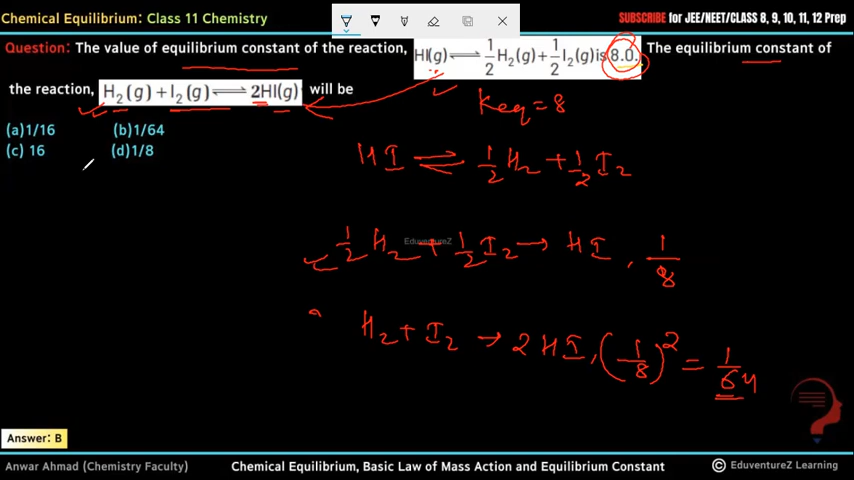 Chemical Equilibrium: Class 11 Chemistry
SUBSCRIBE for JEE/NEET/CLASS 8, 9, 10, 11, 12 Prep
Question: The value of equilibrium constant of the reaction, HI(g) ⇌ 1/2 H₂(g) + 1/2 I₂(g) is 8.0. The equilibrium constant of
the reaction, H₂(g) + I₂(g) ⇌ 2HI(g) will be
(a)1/16 (b)1/64
(c) 16 (d)1/8
Keq = 8
HI ⇌ 1/2 H₂ + 1/2 I₂
1/2 H₂ + 1/2 I₂ → HI, 1/8
EduventureZ
H₂ + I₂ → 2HI, (1/8)² = 1/64
Answer: B
Anwar Ahmad (Chemistry Faculty) Chemical Equilibrium, Basic Law of Mass Action and Equilibrium Constant © EduventureZ Learning